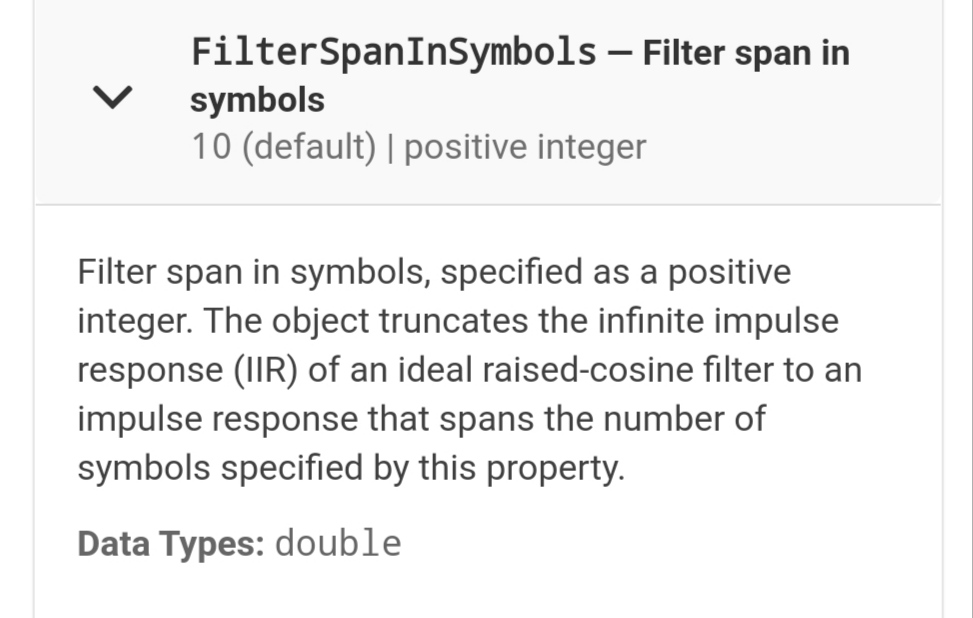 FilterSpanInSymbols — Filter span in
symbols
10 (default) | positive integer
Filter span in symbols, specified as a positive
integer. The object truncates the infinite impulse
response (IIR) of an ideal raised-cosine filter to an
impulse response that spans the number of
symbols specified by this property.
Data Types: double